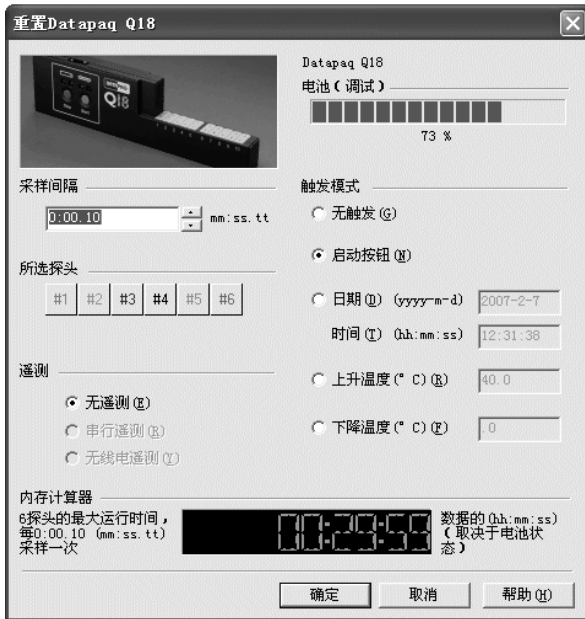 重置Datapaq Q18
Datapaq Q18
电池(调试)
73 %
Q18
采样间隔
0:00.10 mm:ss.tt
所选探头
#1 #2 #3 #4 #5 #6
遥测
无遥测(E)
串行遥测(R)
无线电遥测(Y)
触发模式
无触发(G)
启动按钮(N)
日期(D) (yyyy-m-d) 2007-2-7
时间(T) (hh:mm:ss) 12:31:38
上升温度(° C)(R) 40.0
下降温度(° C)(F) .0
内存计算器
6探头的最大运行时间,
每0:00.10 (mm:ss.tt)
采样一次
00:29:59
数据的(hh:mm:ss)
(取决于电池状
态)
确定 取消 帮助(H)